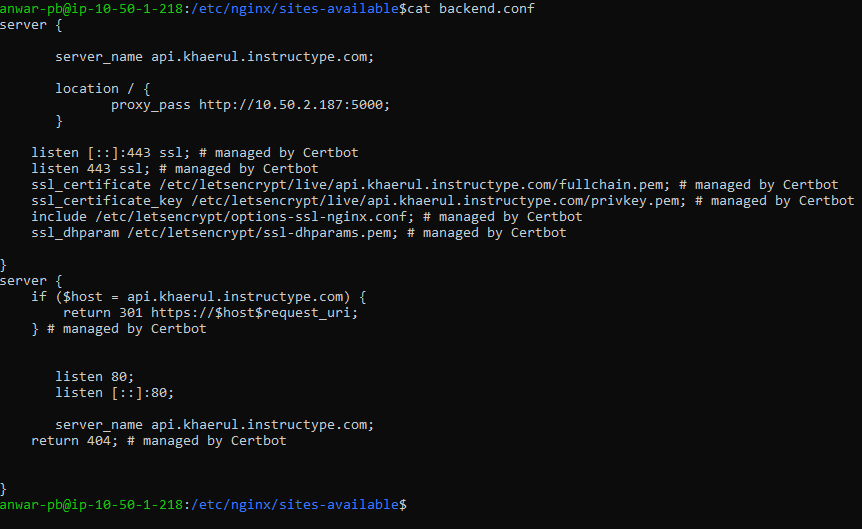 anwar-pb@ip-10-50-1-218:/etc/nginx/sites-available$cat backend.conf
server {
server_name api.khaerul.instructype.com;
location / {
proxy_pass http://10.50.2.187:5000;
}
listen [::]:443 ssl; # managed by Certbot
listen 443 ssl; # managed by Certbot
ssl_certificate /etc/letsencrypt/live/api.khaerul.instructype.com/fullchain.pem; # managed by Certbot
ssl_certificate_key /etc/letsencrypt/live/api.khaerul.instructype.com/privkey.pem; # managed by Certbot
include /etc/letsencrypt/options-ssl-nginx.conf; # managed by Certbot
ssl_dhparam /etc/letsencrypt/ssl-dhparams.pem; # managed by Certbot
}
server {
if ($host = api.khaerul.instructype.com) {
return 301 https://$host$request_uri;
} # managed by Certbot
listen 80;
listen [::]:80;
server_name api.khaerul.instructype.com;
return 404; # managed by Certbot
}
anwar-pb@ip-10-50-1-218:/etc/nginx/sites-available$